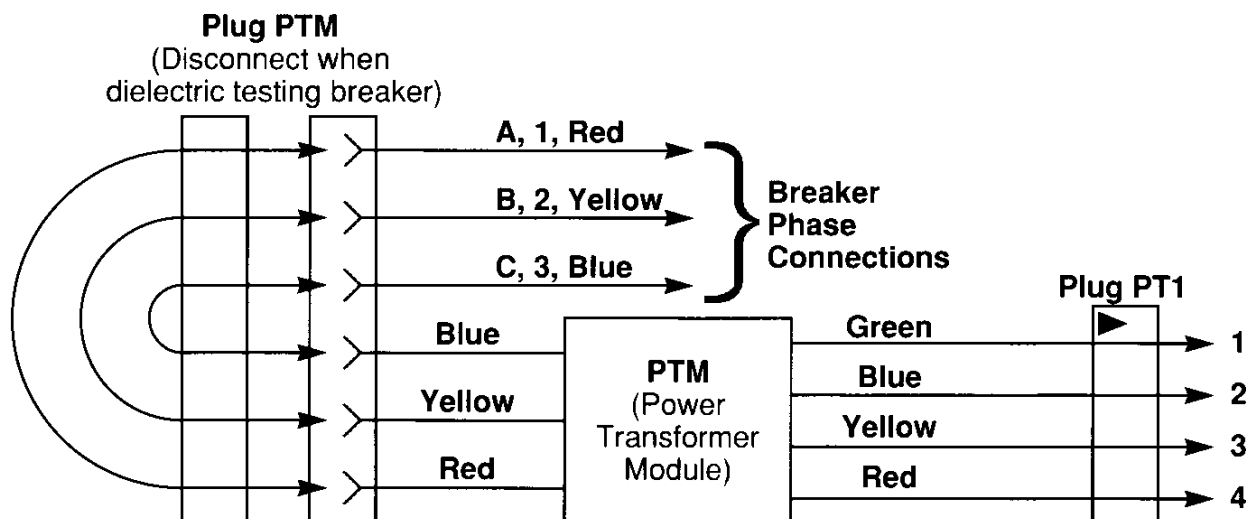 Plug PTM
(Disconnect when
dielectric testing breaker)
A, 1, Red
B, 2, Yellow
C, 3, Blue
Breaker
Phase
Connections
Plug PT1
Blue
Yellow
Red
PTM
(Power
Transformer
Module)
Green
1
Blue
2
Yellow
3
Red
4